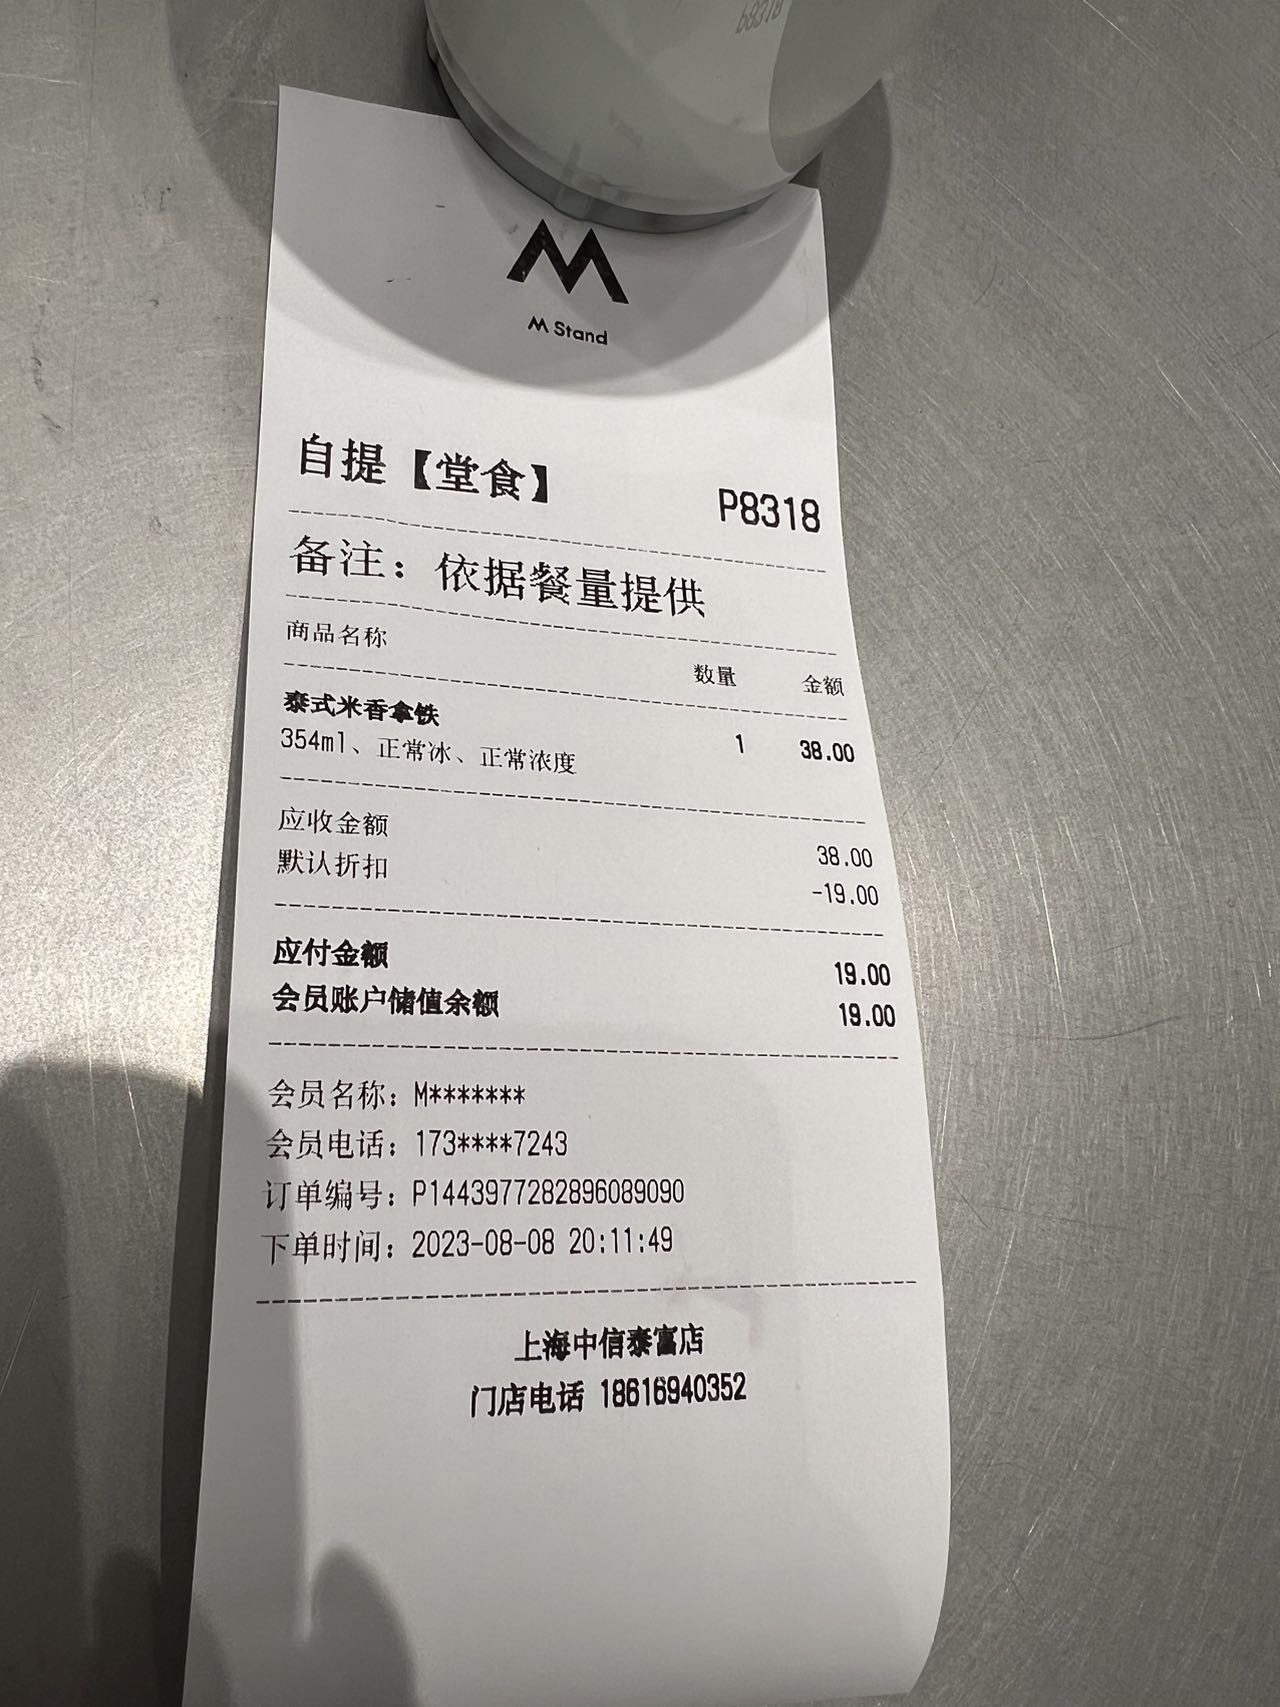 M Stand
自提【堂食】
P8318
备注：依据餐量提供
商品名称 数量 金额
泰式米香拿铁 1 38.00
354ml、正常冰、正常浓度
应收金额 38.00
默认折扣 -19.00
应付金额 19.00
会员账户储值余额 19.00
会员名称：M*******
会员电话：173****7243
订单编号：P1443977282896089090
下单时间：2023-08-08 20:11:49
上海中信泰富店
门店电话 18616940352